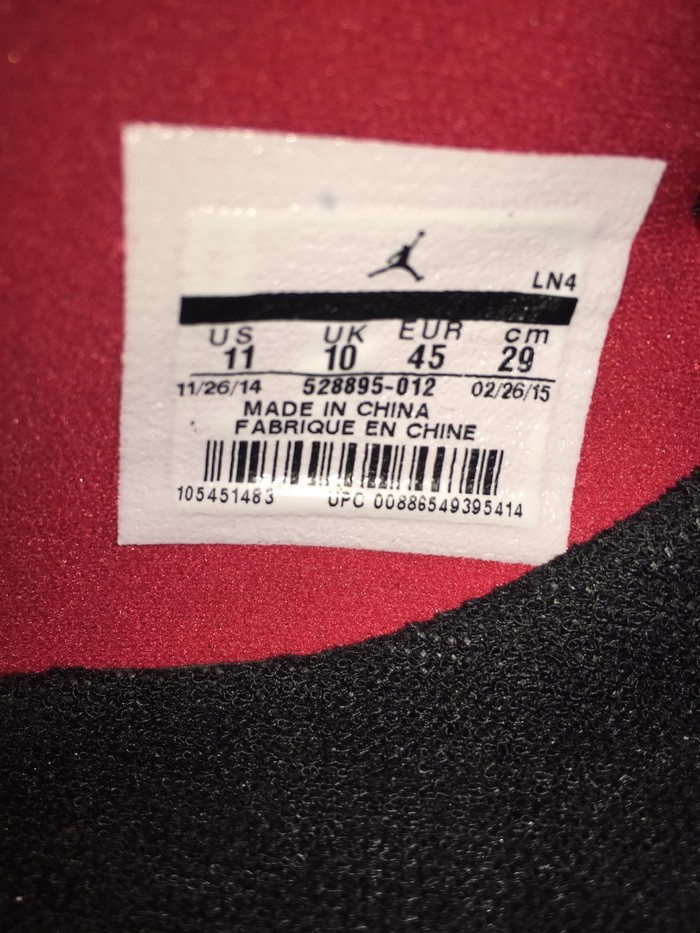 LN4
US UK EUR cm
11 10 45 29
11/26/14 528895-012 02/26/15
MADE IN CHINA
FABRIQUE EN CHINE
105451483 UPC 00886549395414